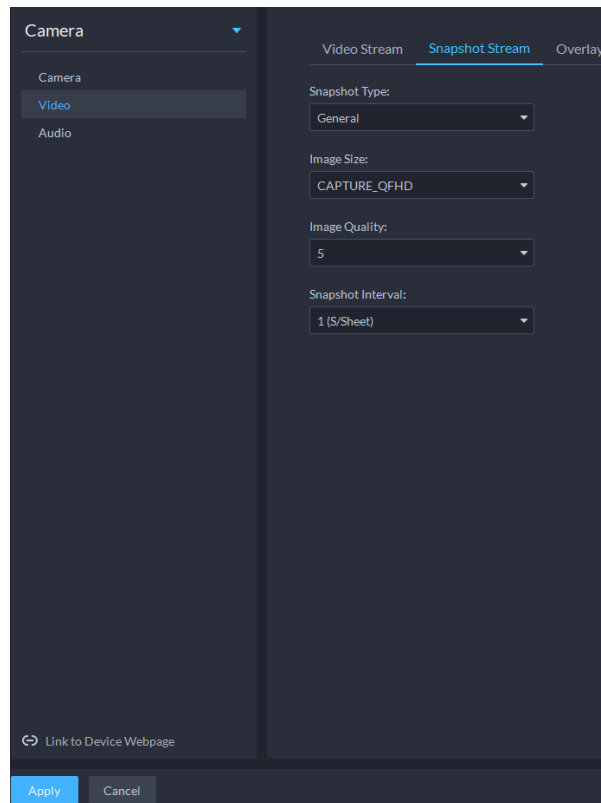 Camera
Camera
Video
Audio
Video Stream
Snapshot Stream
Overlay
Snapshot Type:
General
Image Size:
CAPTURE_QFHD
Image Quality:
5
Snapshot Interval:
1 (S/Sheet)
Link to Device Webpage
Apply
Cancel